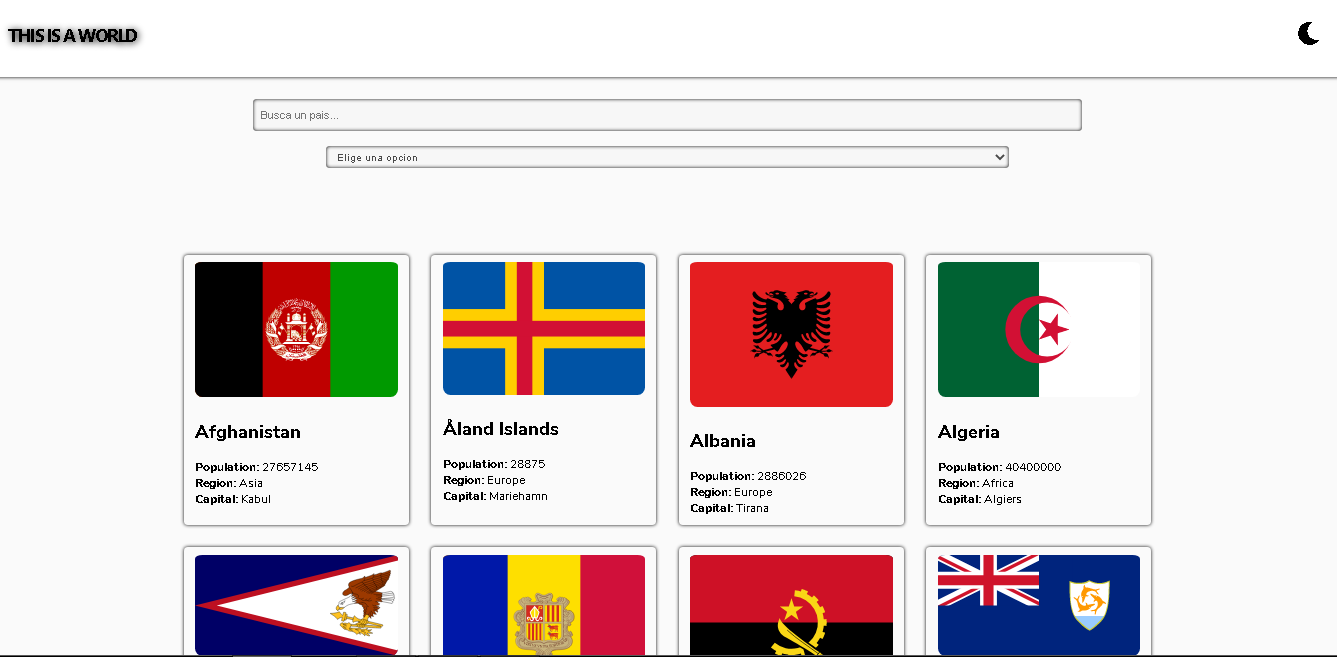 THIS IS A WORLD
Busca un pais...
Elige una opcion
Afghanistan
Population: 27657145
Region: Asia
Capital: Kabul
Åland Islands
Population: 28875
Region: Europe
Capital: Mariehamn
Albania
Population: 2886026
Region: Europe
Capital: Tirana
Algeria
Population: 40400000
Region: Africa
Capital: Algiers